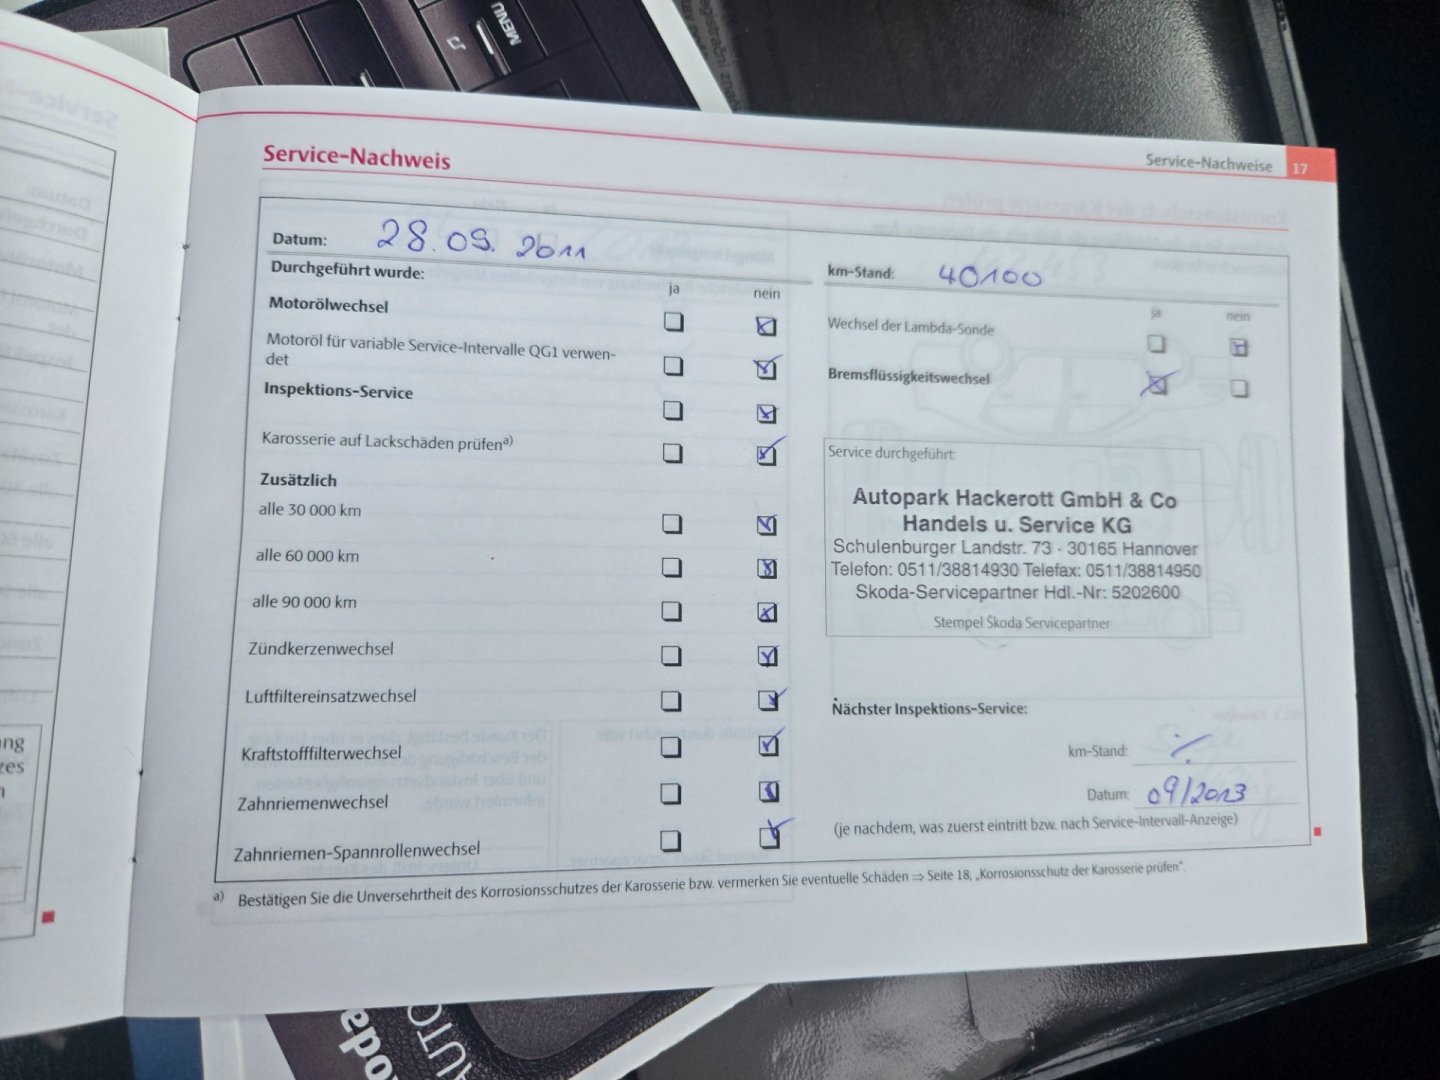 MENU
Service-Nachweis
Service-Nachweise 17
Datum: 28.09.2011
km-Stand: 40100
Durchgeführt wurde:
ja nein
Motorölwechsel
Motoröl für variable Service-Intervalle QG1 verwen-
det
Inspektions-Service
Karosserie auf Lackschäden prüfena)
Zusätzlich
alle 30 000 km
alle 60 000 km
alle 90 000 km
Zündkerzenwechsel
Luftfiltereinsatzwechsel
Kraftstofffilterwechsel
Zahnriemenwechsel
Zahnriemen-Spannrollenwechsel
ja nein
Wechsel der Lambda-Sonde
Bremsflüssigkeitswechsel
Service durchgeführt:
Autopark Hackerott GmbH & Co
Handels u. Service KG
Schulenburger Landstr. 73 · 30165 Hannover
Telefon: 0511/38814930 Telefax: 0511/38814950
Skoda-Servicepartner Hdl.-Nr: 5202600
Stempel Škoda Servicepartner
Nächster Inspektions-Service:
km-Stand: ·/.
Datum: 09/2013
(je nachdem, was zuerst eintritt bzw. nach Service-Intervall-Anzeige)
a) Bestätigen Sie die Unversehrtheit des Korrosionsschutzes der Karosserie bzw. vermerken Sie eventuelle Schäden ⇒ Seite 18, „Korrosionsschutz der Karosserie prüfen“.